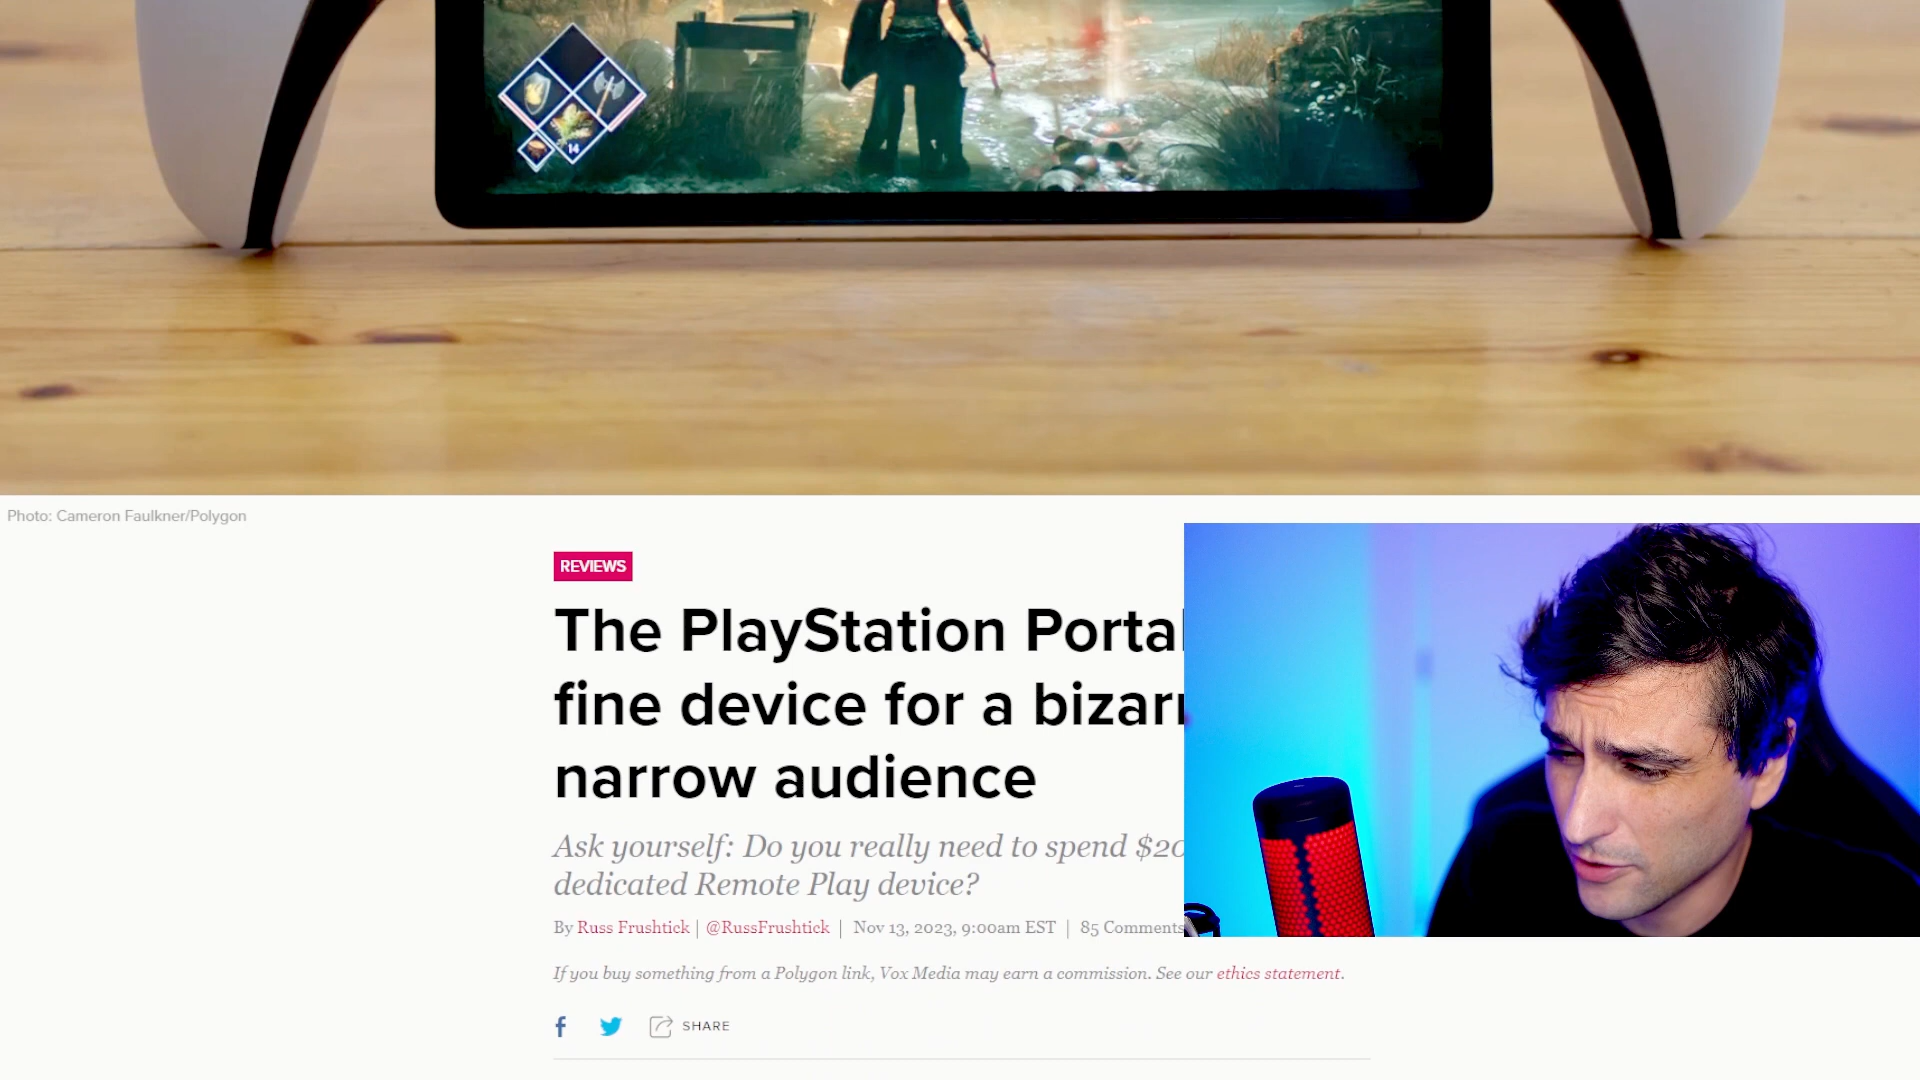 14
Photo: Cameron Faulkner/Polygon
REVIEWS
The PlayStation Portal
fine device for a
narrow audience
Ask yourself: Do you really need to spend
dedicated Remote Play device?
By Russ Frushtick | @RussFrushtick | Nov 13, 2023, 9:00am EST | 85 Comments
If you buy something from a Polygon link, Vox Media may earn a commission. See our ethics statement.
SHARE